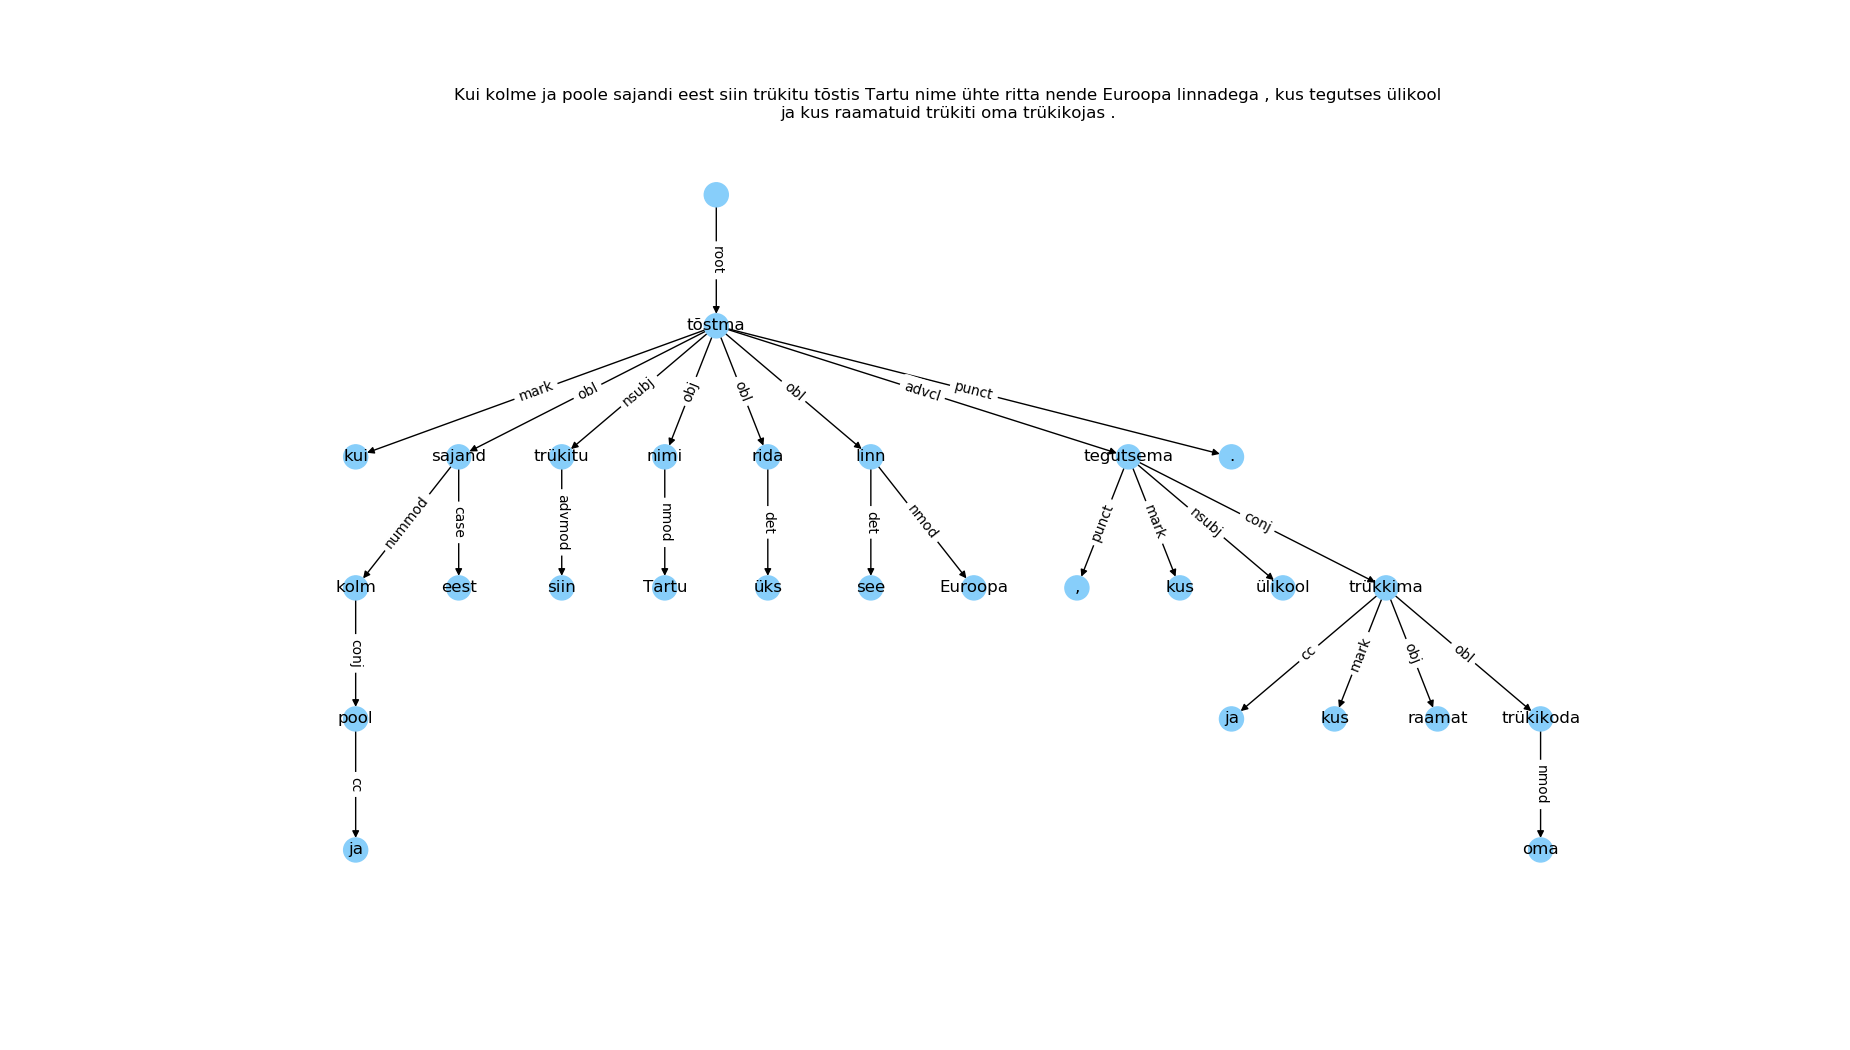 Kui kolme ja poole sajandi eest siin trükitu tõstis Tartu nime ühte ritta nende Euroopa linnadega , kus tegutses ülikool
ja kus raamatuid trükiti oma trükikojas .
root
tõstma
mark obl nsubj obj obl obl advcl punct
kui sajand trükitu nimi rida linn tegutsema .
nummod case advmod nmod det det nmod punct mark nsubj conj
kolm eest siin Tartu üks see Euroopa , kus ülikool trükkima
conj cc mark obj obl
pool ja kus raamat trükikoda
cc nmod
ja oma